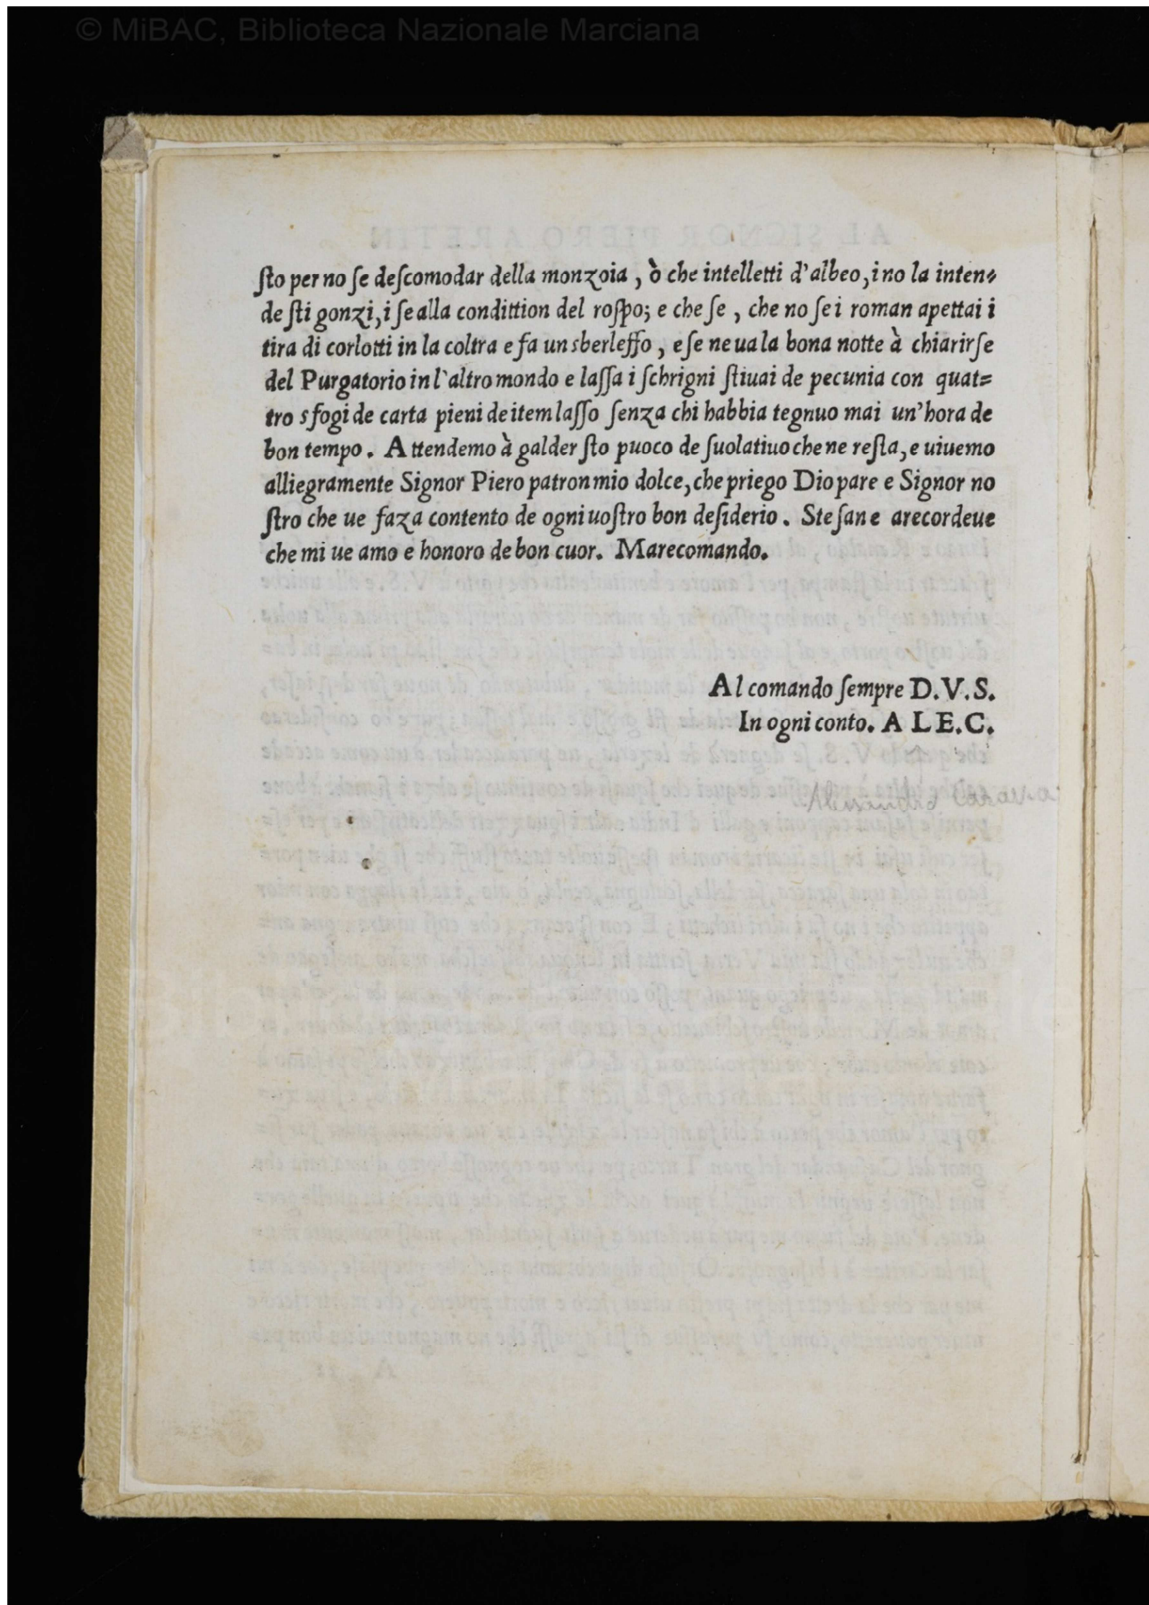 © MiBAC, Biblioteca Nazionale Marciana
ſto per no ſe deſcomodar della monzoia, ò che intelletti d'albeo, i no la inten=
de ſti gonzi, i ſe alla condittion del roſpo; e che ſe, che no ſe i roman apettai i
tira di corlotti in la coltra e fa un sberleffo, e ſe ne ua la bona notte à chiarirſe
del Purgatorio in l'altro mondo e laſſa i ſchrigni ſtiuai de pecunia con quat=
tro sfogi de carta pieni de item laſſo ſenza chi habbia tegnuo mai un'hora de
bon tempo. Attendemo à galder ſto puoco de ſuolatiuo che ne reſta, e uiuemo
alliegramente Signor Piero patron mio dolce, che priego Dio pare e Signor no
ſtro che ue faza contento de ogni uoſtro bon deſiderio. Ste ſan e arecordeue
che mi ue amo e honoro de bon cuor. Marecomando.
Al comando ſempre D.V.S.
In ogni conto. A L E.C.